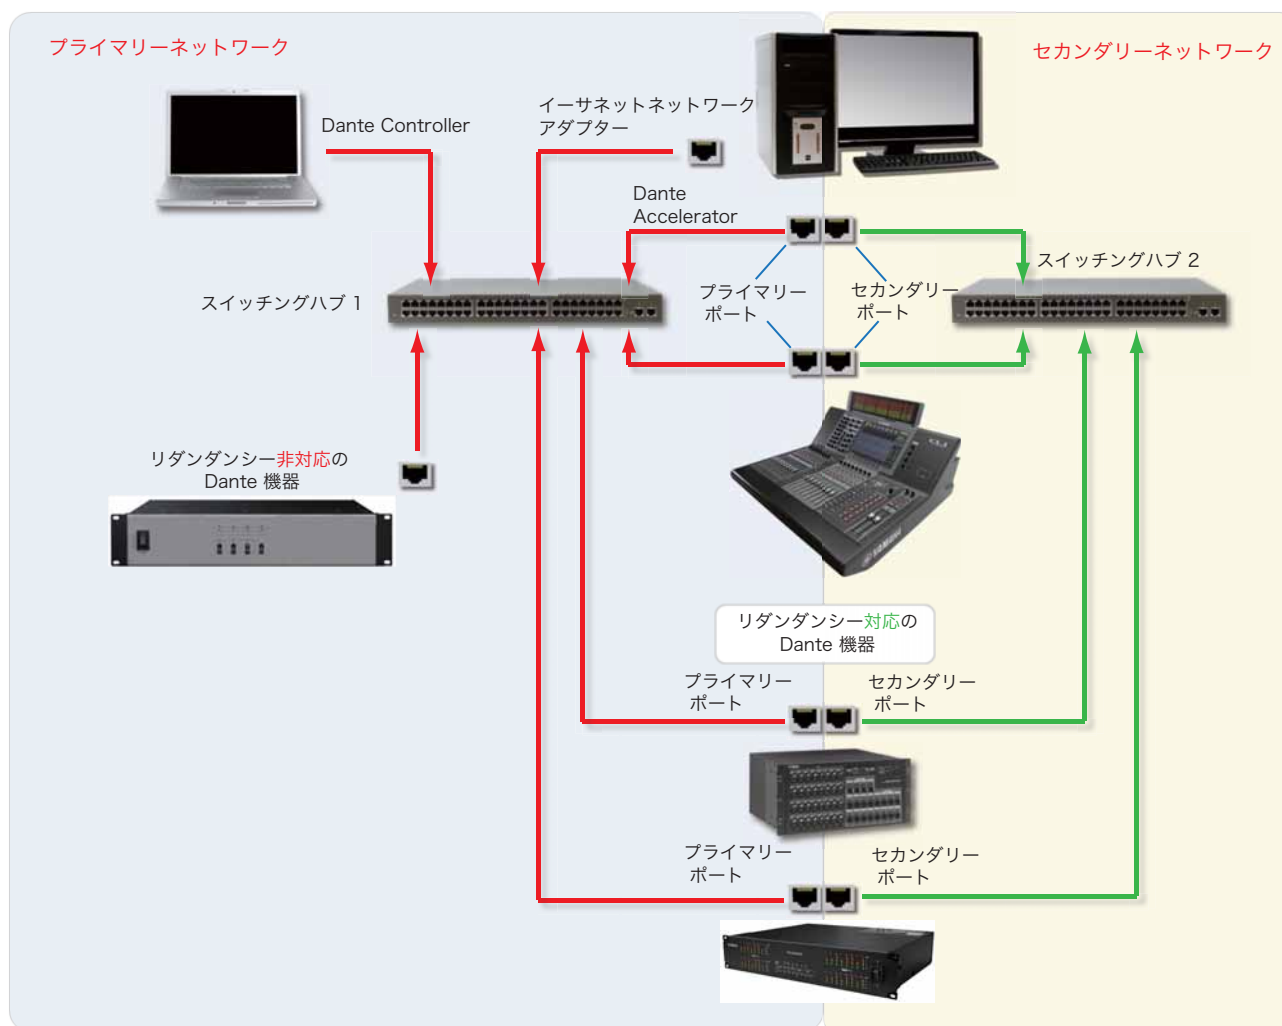 プライマリーネットワーク
セカンダリーネットワーク
イーサネットネットワーク
アダプター
Dante Controller
Dante
Accelerator
スイッチングハブ 1
プライマリー
ポート
セカンダリー
ポート
スイッチングハブ 2
リダンダンシー非対応の
Dante 機器
CL3
YAMAHA
リダンダンシー対応の
Dante 機器
プライマリー
ポート
セカンダリー
ポート
プライマリー
ポート
セカンダリー
ポート